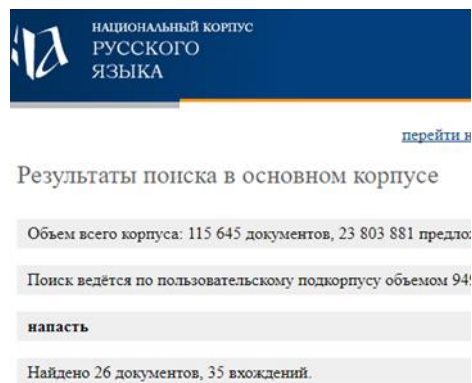 НАЦИОНАЛЬНЫЙ КОРПУС
РУССКОГО
ЯЗЫКА
перейти
Результаты поиска в основном корпусе
Объем всего корпуса: 115 645 документов, 23 803 881
Поиск ведётся по пользовательскому подкорпусу объемом
напасть
Найдено 26 документов, 35 вхождений.